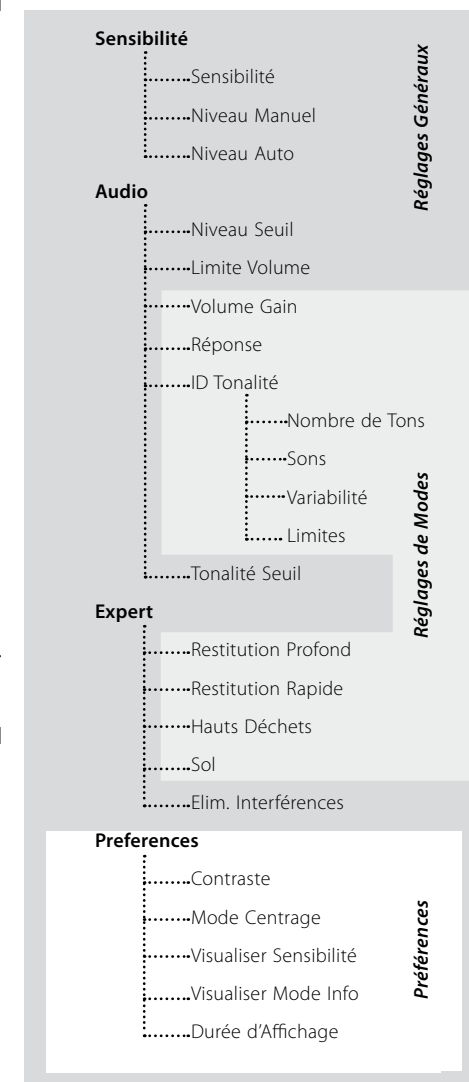 Sensibilité
Sensibilité
Niveau Manuel
Niveau Auto
Réglages Généraux
Audio
Niveau Seuil
Limite Volume
Volume Gain
Réponse
ID Tonalité
Nombre de Tons
Sons
Variabilité
Limites
Réglages de Modes
Tonalité Seuil
Expert
Restitution Profond
Restitution Rapide
Hauts Déchets
Sol
Elim. Interférences
Preferences
Contraste
Mode Centrage
Visualiser Sensibilité
Visualiser Mode Info
Durée d'Affichage
Préférences